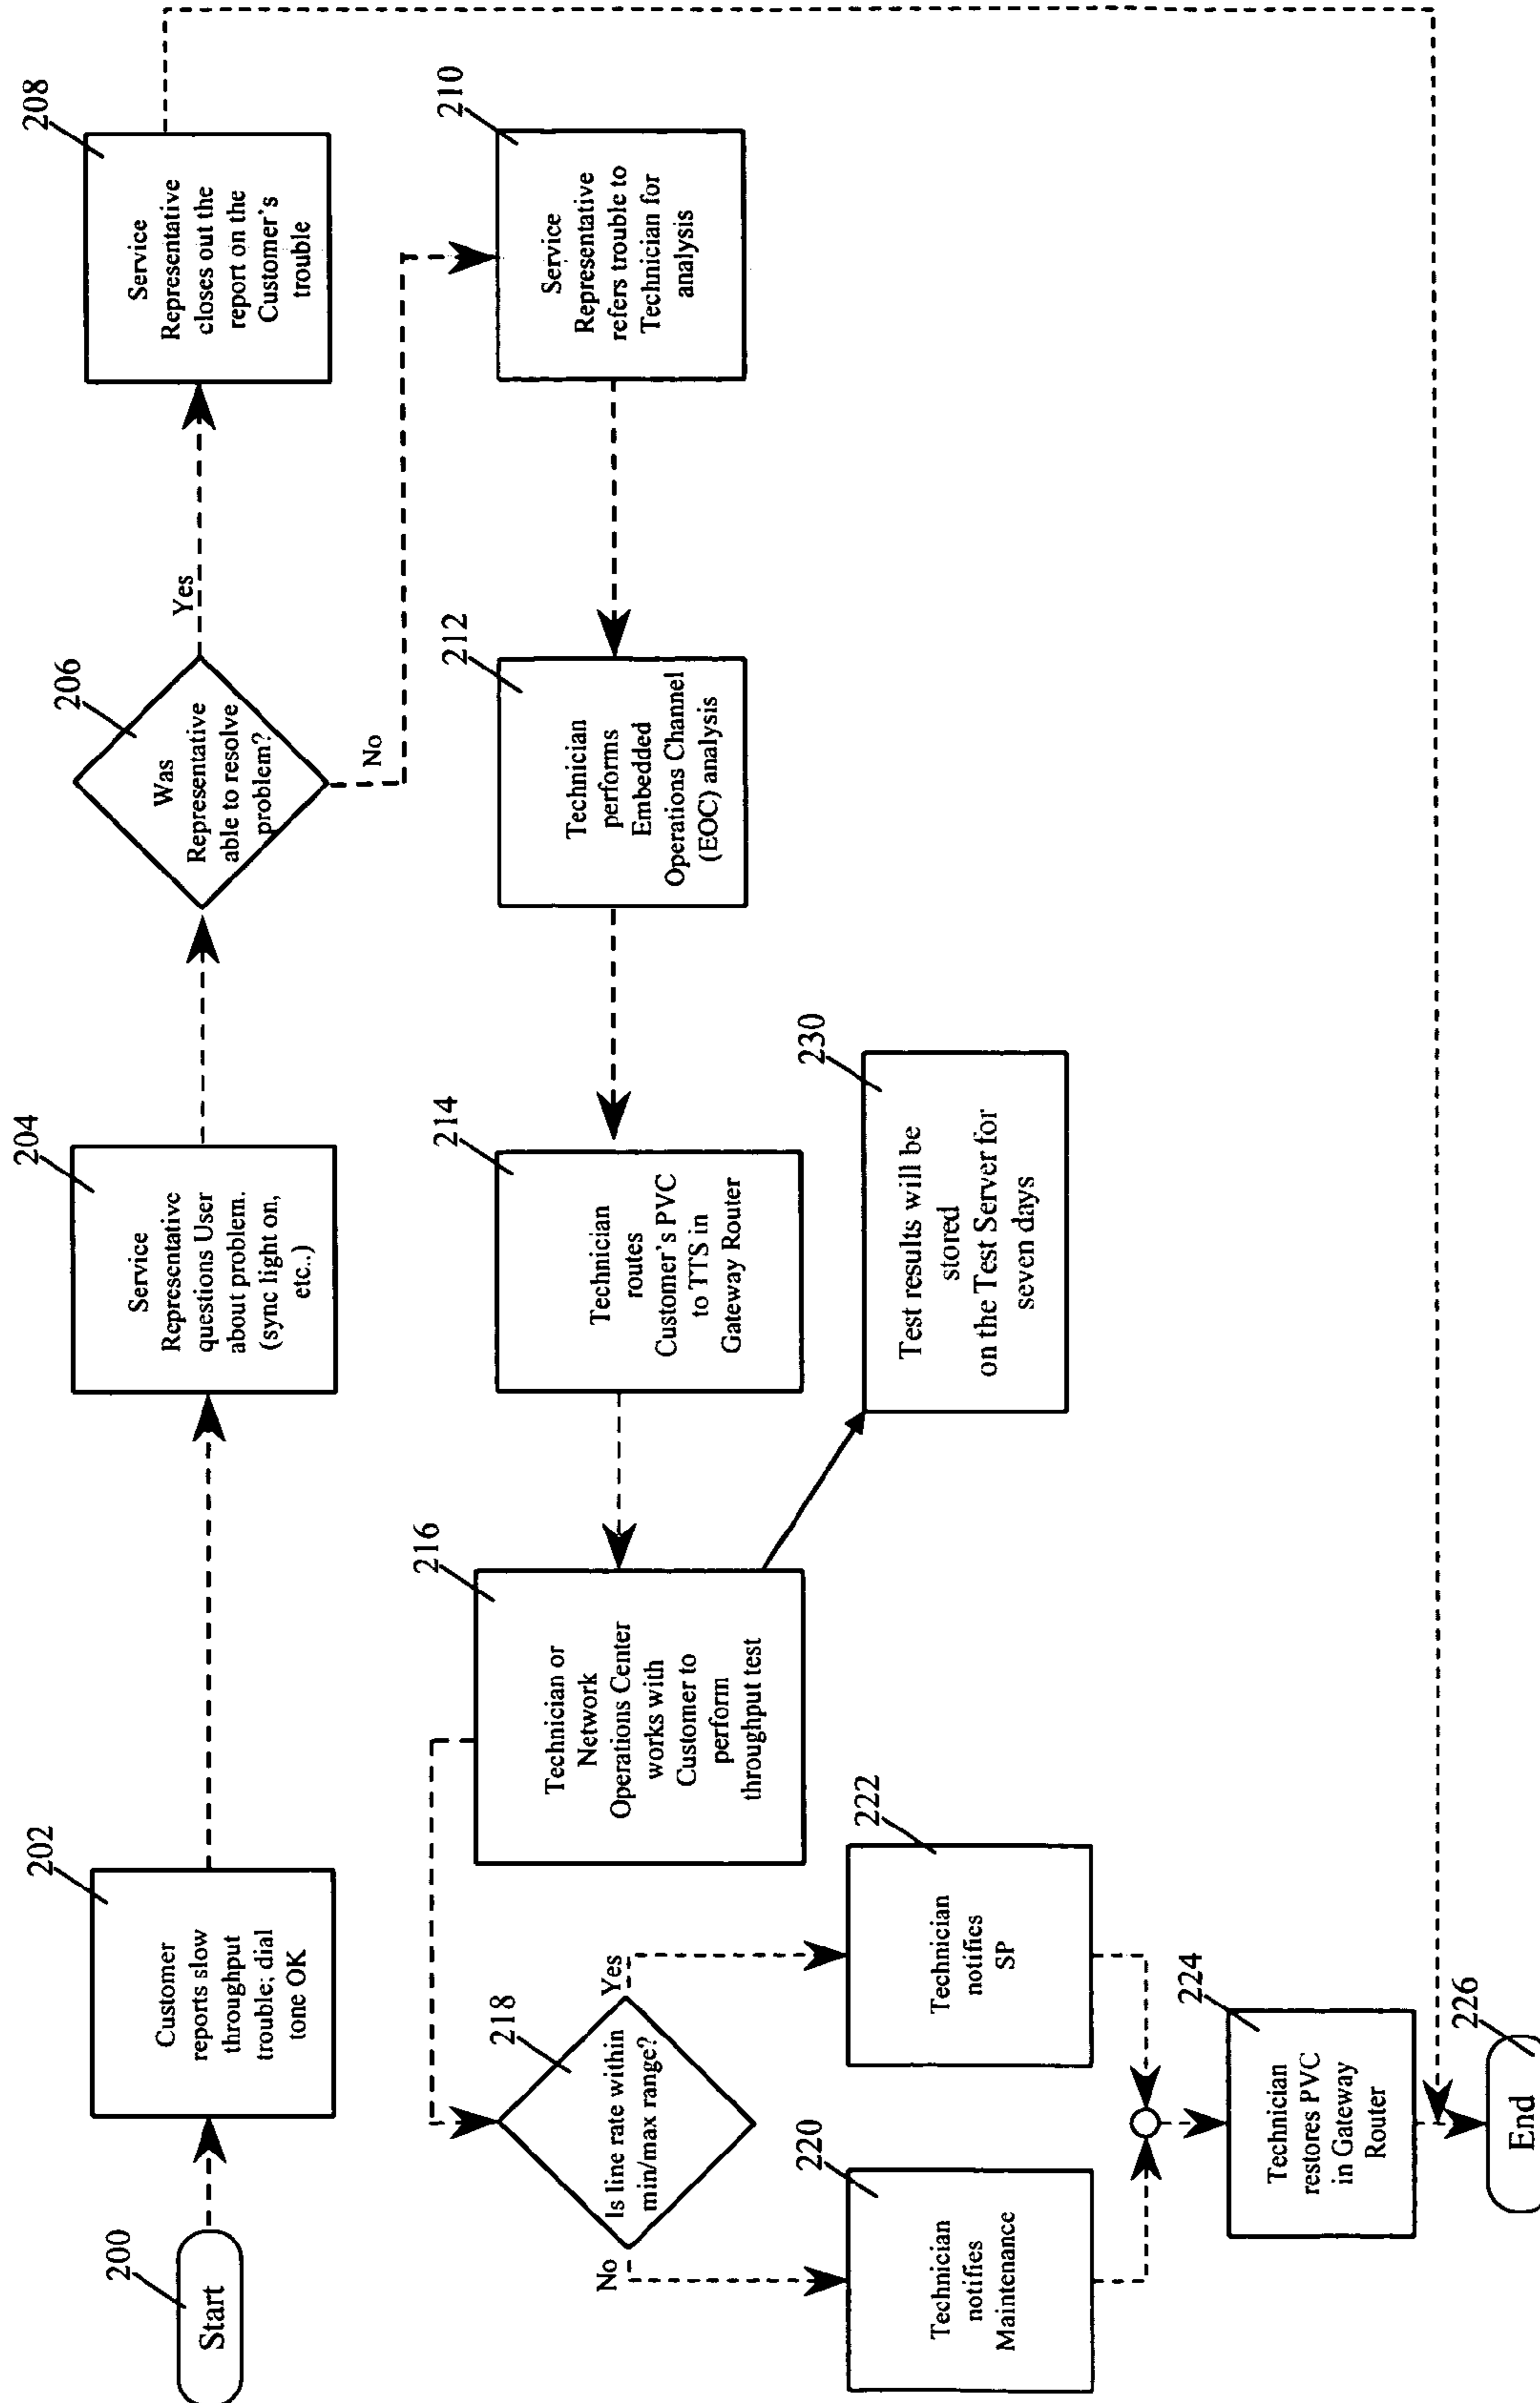 200
Start
202
Customer
reports slow
throughput
trouble; dial
tone OK
204
Service
Representative
questions User
about problem.
(sync light on,
etc..)
206
Was
Representative
able to resolve
problem?
Yes
No
208
Service
Representative
closes out the
report on the
Customer's
trouble
210
Service
Representative
refers trouble to
Technician for
analysis
212
Technician
performs
Embedded
Operations Channel
(EOC) analysis
214
Technician
routes
Customer's PVC
to TTS in
Gateway Router
216
Technician or
Network
Operations Center
works with
Customer to
perform
throughput test
230
Test results will be
stored
on the Test Server for
seven days
218
Is line rate within
min/max range?
No
Yes
220
Technician
notifies
Maintenance
222
Technician
notifies
SP
224
Technician
restores PVC
in Gateway
Router
226
End